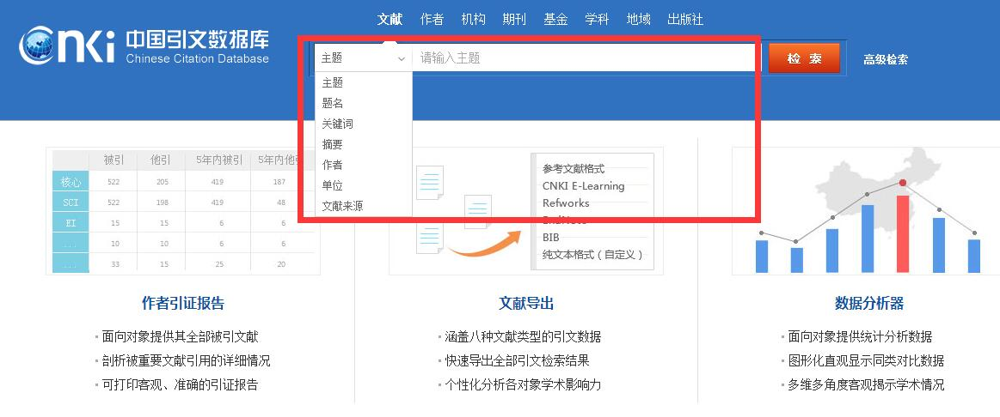 文献 作者 机构 期刊 基金 学科 地域 出版社
Cnki 中国引文数据库
Chinese Citation Database
主题 请输入主题 检 索 高级检索
主题
题名
关键词
摘要
作者
单位
文献来源
被引 他引 5年内被引 5年内他
核心 522 205 419 187
SCI 522 198 419 48
EI 15 15 6 6
... 10 10 6 6
... 33 15 25 20
参考文献格式
CNKI E-Learning
Refworks
EndNote
BIB
纯文本格式（自定义）
作者引证报告
面向对象提供其全部被引文献
剖析被重要文献引用的详细情况
可打印客观、准确的引证报告
文献导出
涵盖八种文献类型的引文数据
快速导出全部引文检索结果
个性化分析各对象学术影响力
数据分析器
面向对象提供统计分析数据
图形化直观显示同类对比数据
多维多角度客观揭示学术情况